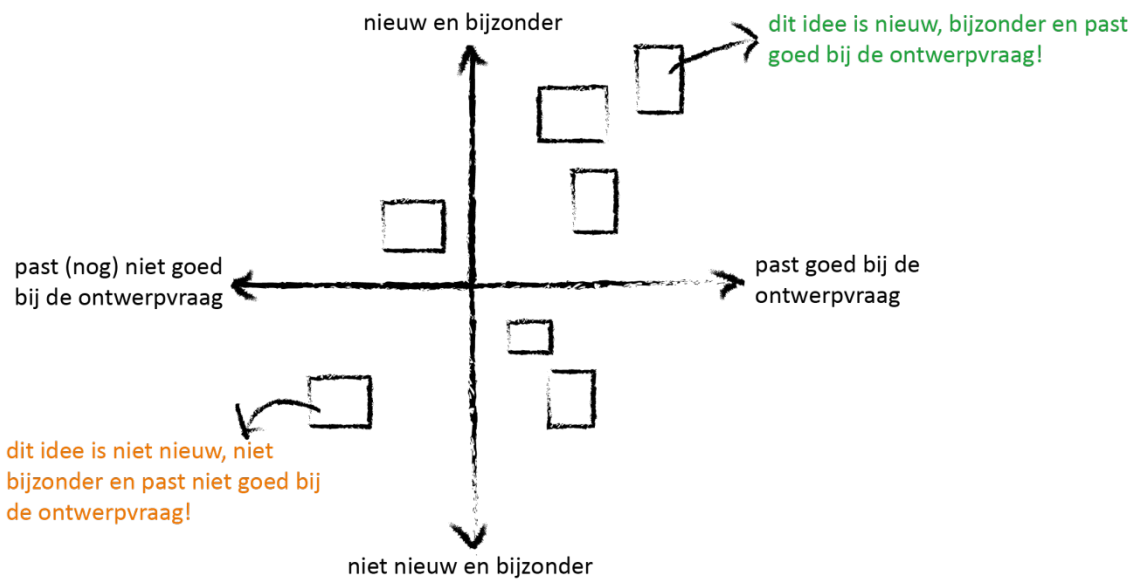 nieuw en bijzonder
dit idee is nieuw, bijzonder en past
goed bij de ontwerpvraag!
past (nog) niet goed
bij de ontwerpvraag
past goed bij de
ontwerpvraag
dit idee is niet nieuw, niet
bijzonder en past niet goed bij
de ontwerpvraag!
niet nieuw en bijzonder